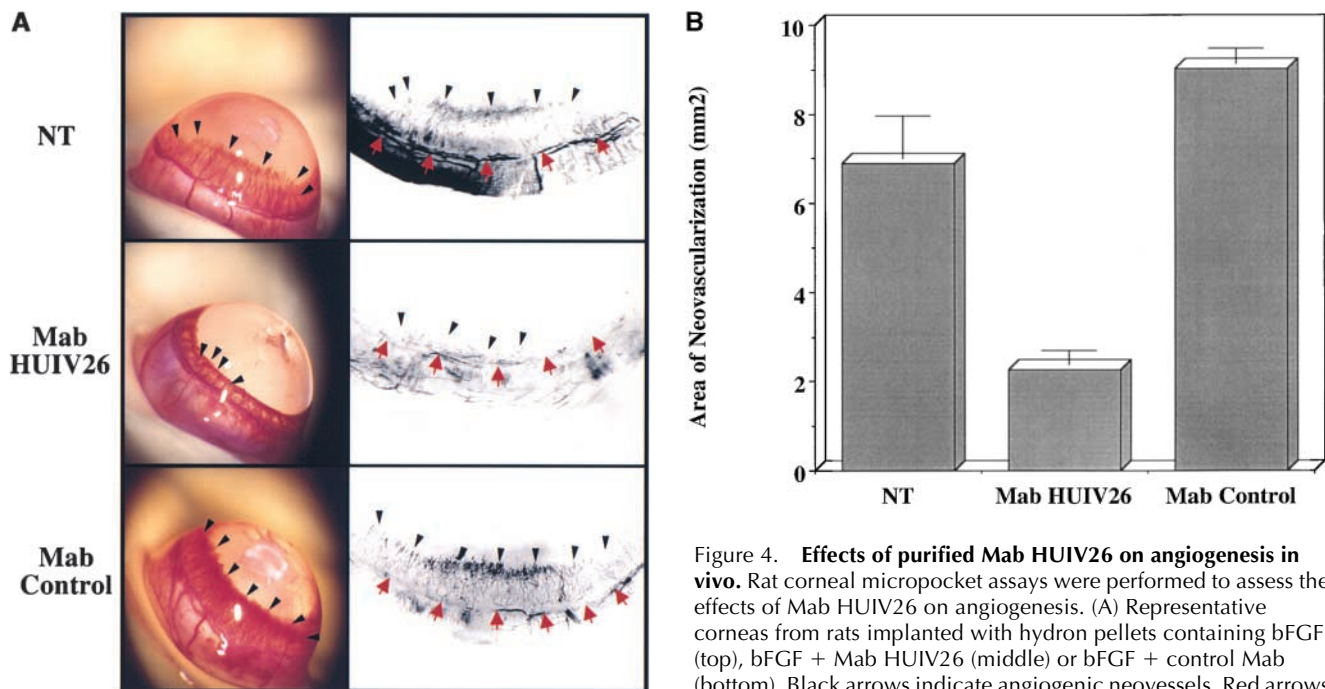 A
NT
Mab
HUIV26
Mab
Control
B
Area of Neovascularization (mm2)
10
8
6
4
2
0
NT
Mab HUIV26
Mab Control
Figure 4. Effects of purified Mab HUIV26 on angiogenesis in
vivo. Rat corneal micropocket assays were performed to assess the
effects of Mab HUIV26 on angiogenesis. (A) Representative
corneas from rats implanted with hydron pellets containing bFGF
(top), bFGF + Mab HUIV26 (middle) or bFGF + control Mab
(bottom). Black arrows indicate angiogenic neovessels. Red arrows